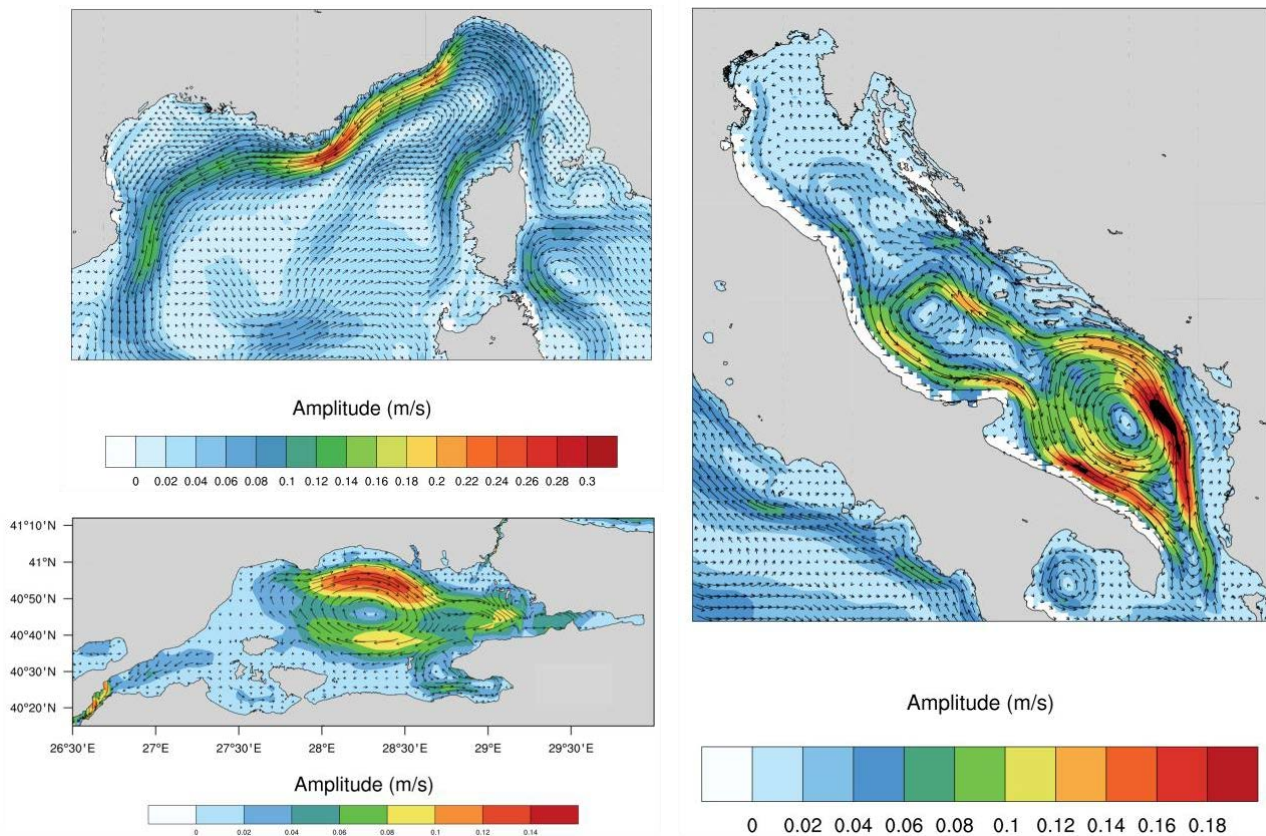 Amplitude (m/s)
0 0.02 0.04 0.06 0.08 0.1 0.12 0.14 0.16 0.18 0.2 0.22 0.24 0.26 0.28 0.3
41°10'N
41°N
40°50'N
40°40'N
40°30'N
40°20'N
26°30'E 27°E 27°30'E 28°E 28°30'E 29°E 29°30'E
Amplitude (m/s)
0 0.02 0.04 0.06 0.08 0.1 0.12 0.14
Amplitude (m/s)
0 0.02 0.04 0.06 0.08 0.1 0.12 0.14 0.16 0.18